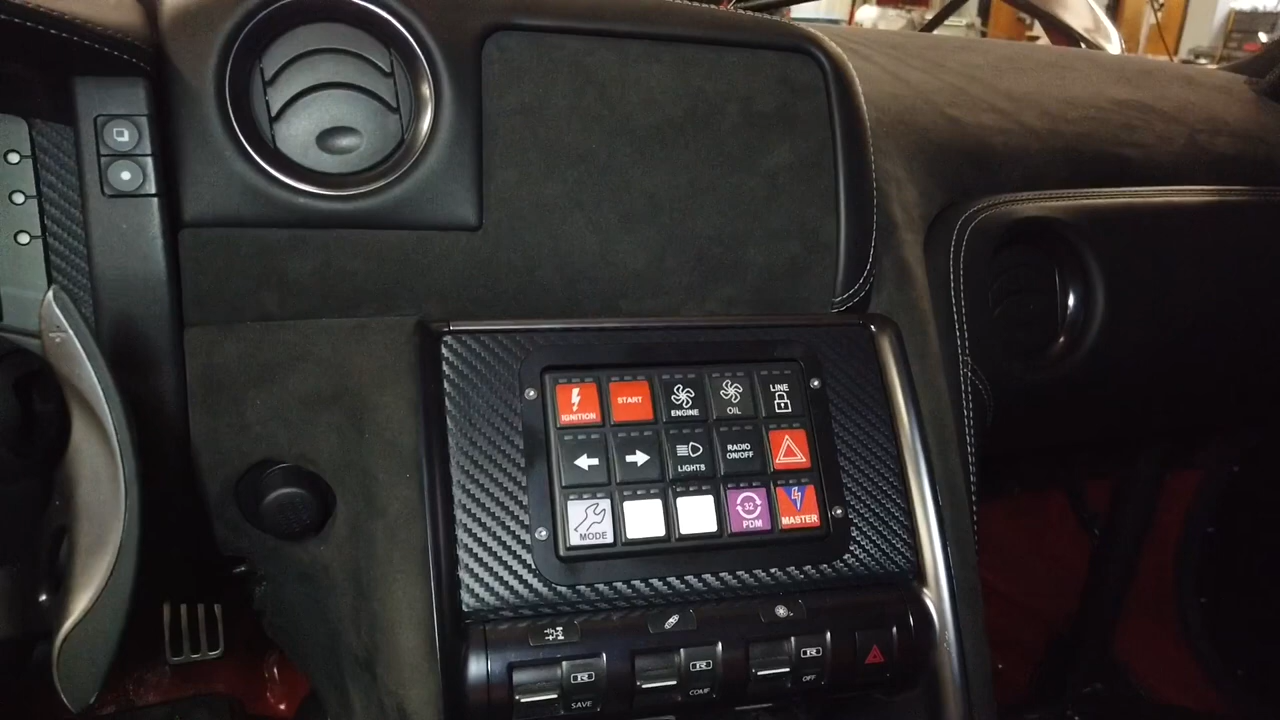 IGNITION
START
ENGINE
OIL
LINE
LIGHTS
RADIO
ON/OFF
MODE
32
PDM
MASTER
R
SAVE
R
COMF
R
OFF